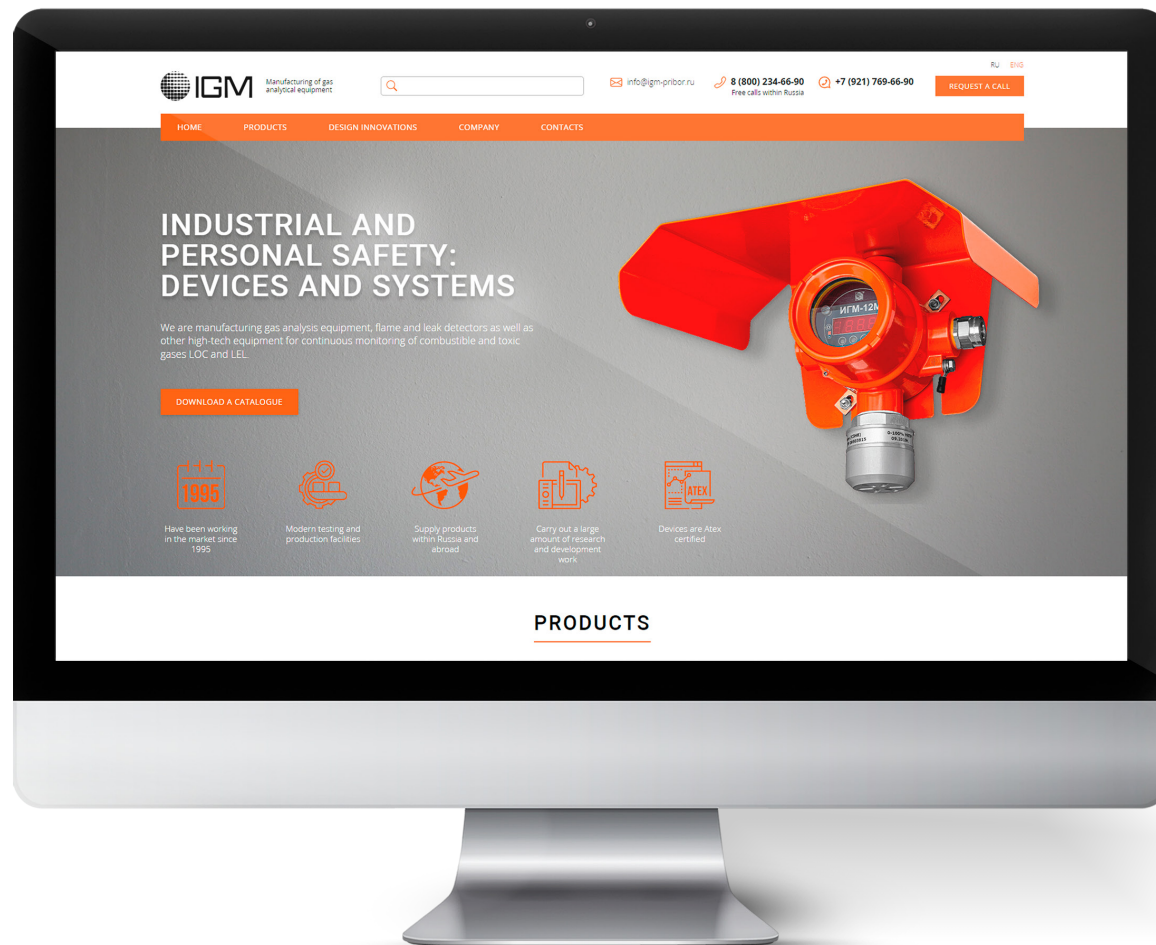 RU ENG
IGM
Manufacturing of gas
analytical equipment
info@igm-pribor.ru
8 (800) 234-66-90
Free calls within Russia
+7 (921) 769-66-90
REQUEST A CALL
HOME PRODUCTS DESIGN INNOVATIONS COMPANY CONTACTS
INDUSTRIAL AND
PERSONAL SAFETY:
DEVICES AND SYSTEMS
We are manufacturing gas analysis equipment, flame and leak detectors as well as
other high-tech equipment for continuous monitoring of combustible and toxic
gases LOC and LEL.
DOWNLOAD A CATALOGUE
ИГМ-12М
1995
ATEX
Have been working
in the market since
1995
Modern testing and
production facilities
Supply products
within Russia and
abroad
Carry out a large
amount of research
and development
work
Devices are Atex
certified
PRODUCTS